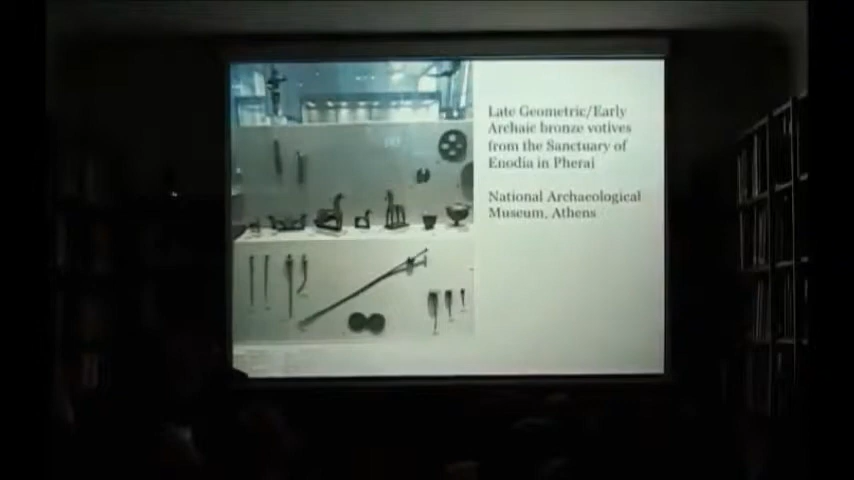 Late Geometric/Early
Archaic bronze votives
from the Sanctuary of
Enodia in Pherai
National Archaeological
Museum, Athens